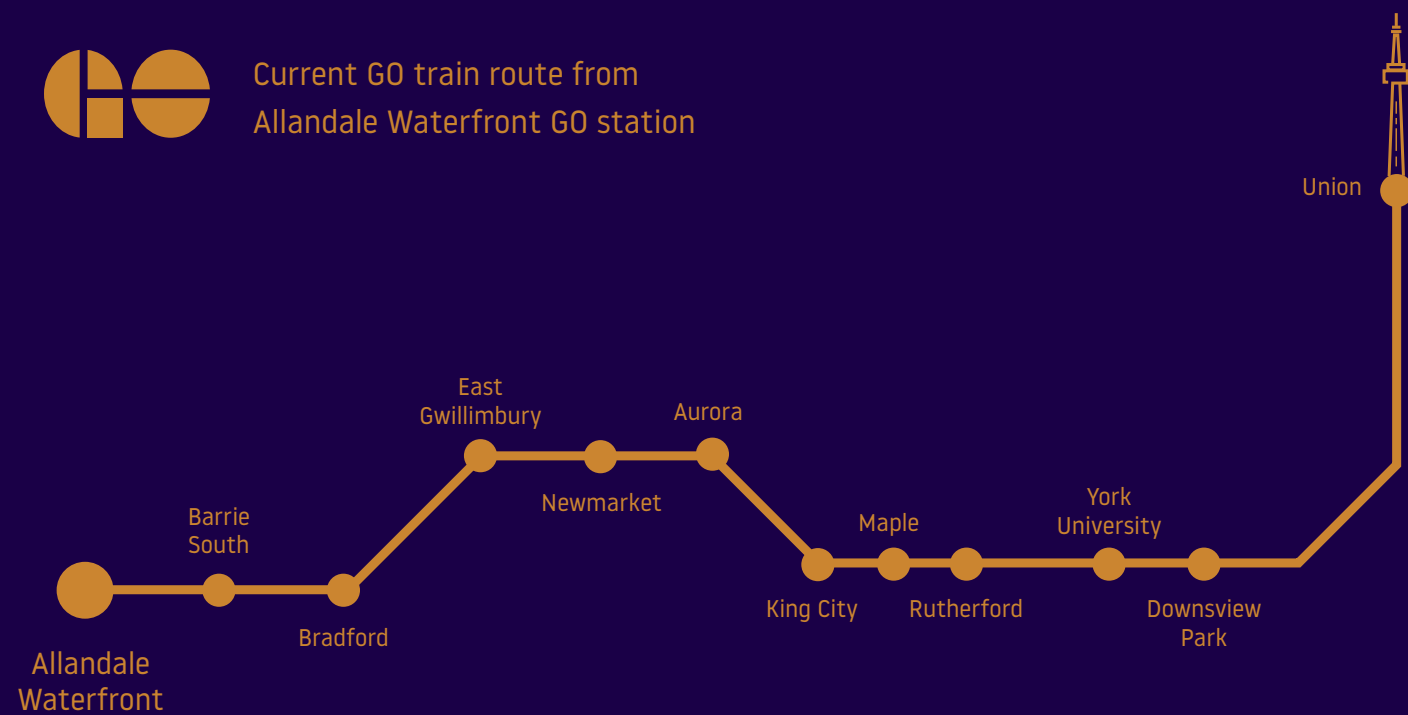 GO
Current GO train route from
Allandale Waterfront GO station
Union
East
Gwillimbury
Aurora
Newmarket
Barrie
South
York
University
Maple
King City
Rutherford
Downsview
Park
Bradford
Allandale
Waterfront